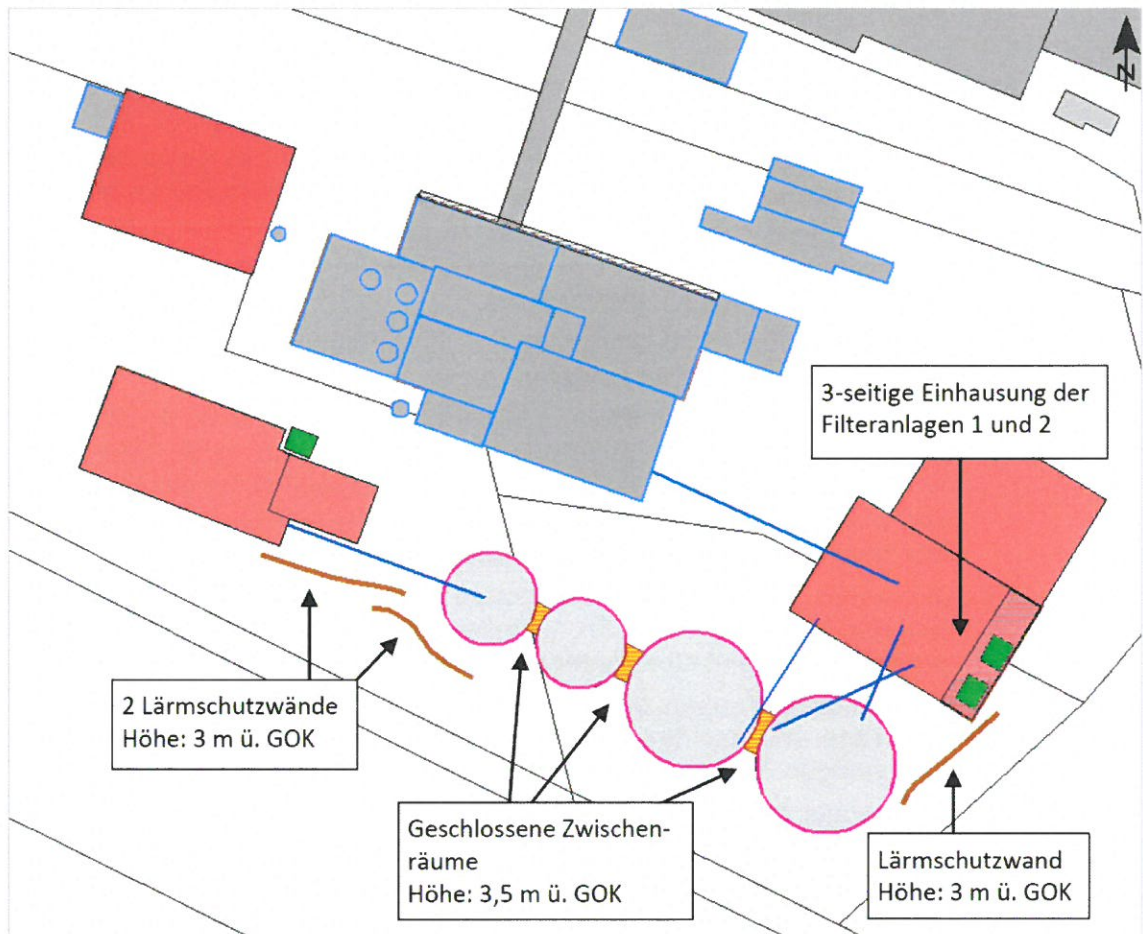 N
3-seitige Einhausung der
Filteranlagen 1 und 2
2 Lärmschutzwände
Höhe: 3 m ü. GOK
Geschlossene Zwischen-
räume
Höhe: 3,5 m ü. GOK
Lärmschutzwand
Höhe: 3 m ü. GOK